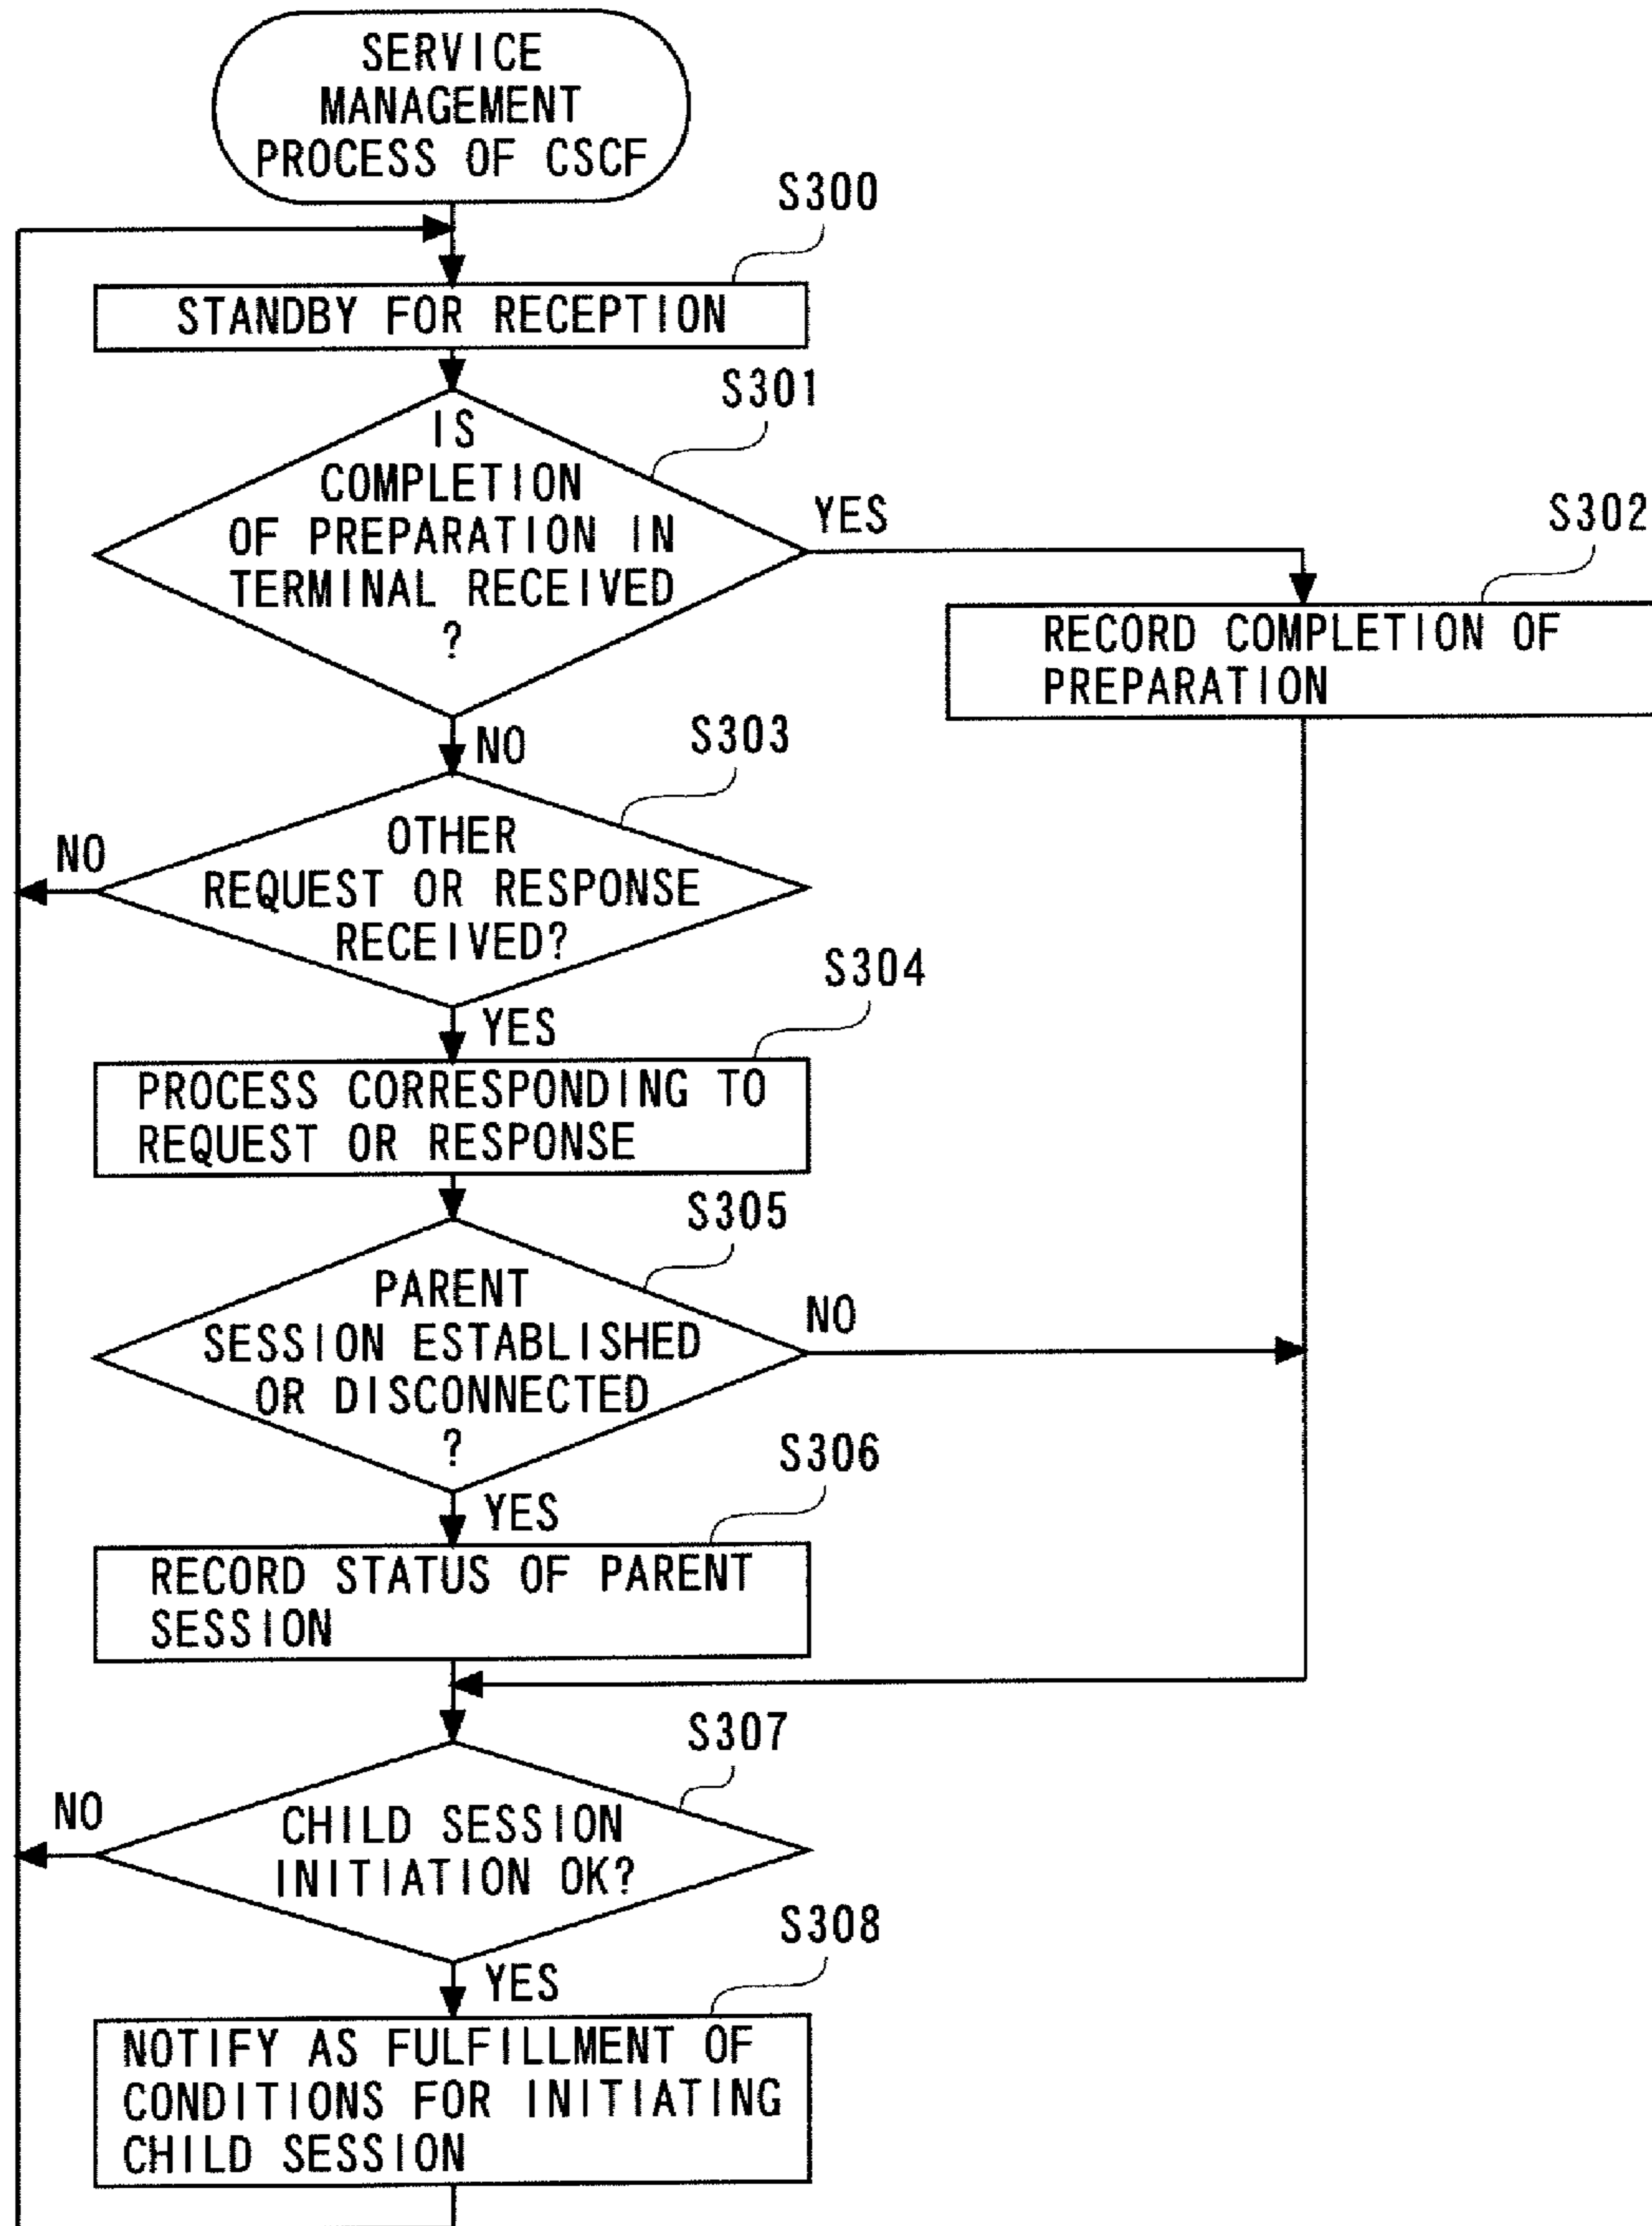 SERVICE
MANAGEMENT
PROCESS OF CSCF
S300
STANDBY FOR RECEPTION
S301
IS
COMPLETION
OF PREPARATION IN
TERMINAL RECEIVED
?
YES
S302
RECORD COMPLETION OF
PREPARATION
NO
S303
OTHER
REQUEST OR RESPONSE
RECEIVED?
NO
YES
S304
PROCESS CORRESPONDING TO
REQUEST OR RESPONSE
S305
PARENT
SESSION ESTABLISHED
OR DISCONNECTED
?
NO
YES
S306
RECORD STATUS OF PARENT
SESSION
S307
CHILD SESSION
INITIATION OK?
NO
YES
S308
NOTIFY AS FULFILLMENT OF
CONDITIONS FOR INITIATING
CHILD SESSION